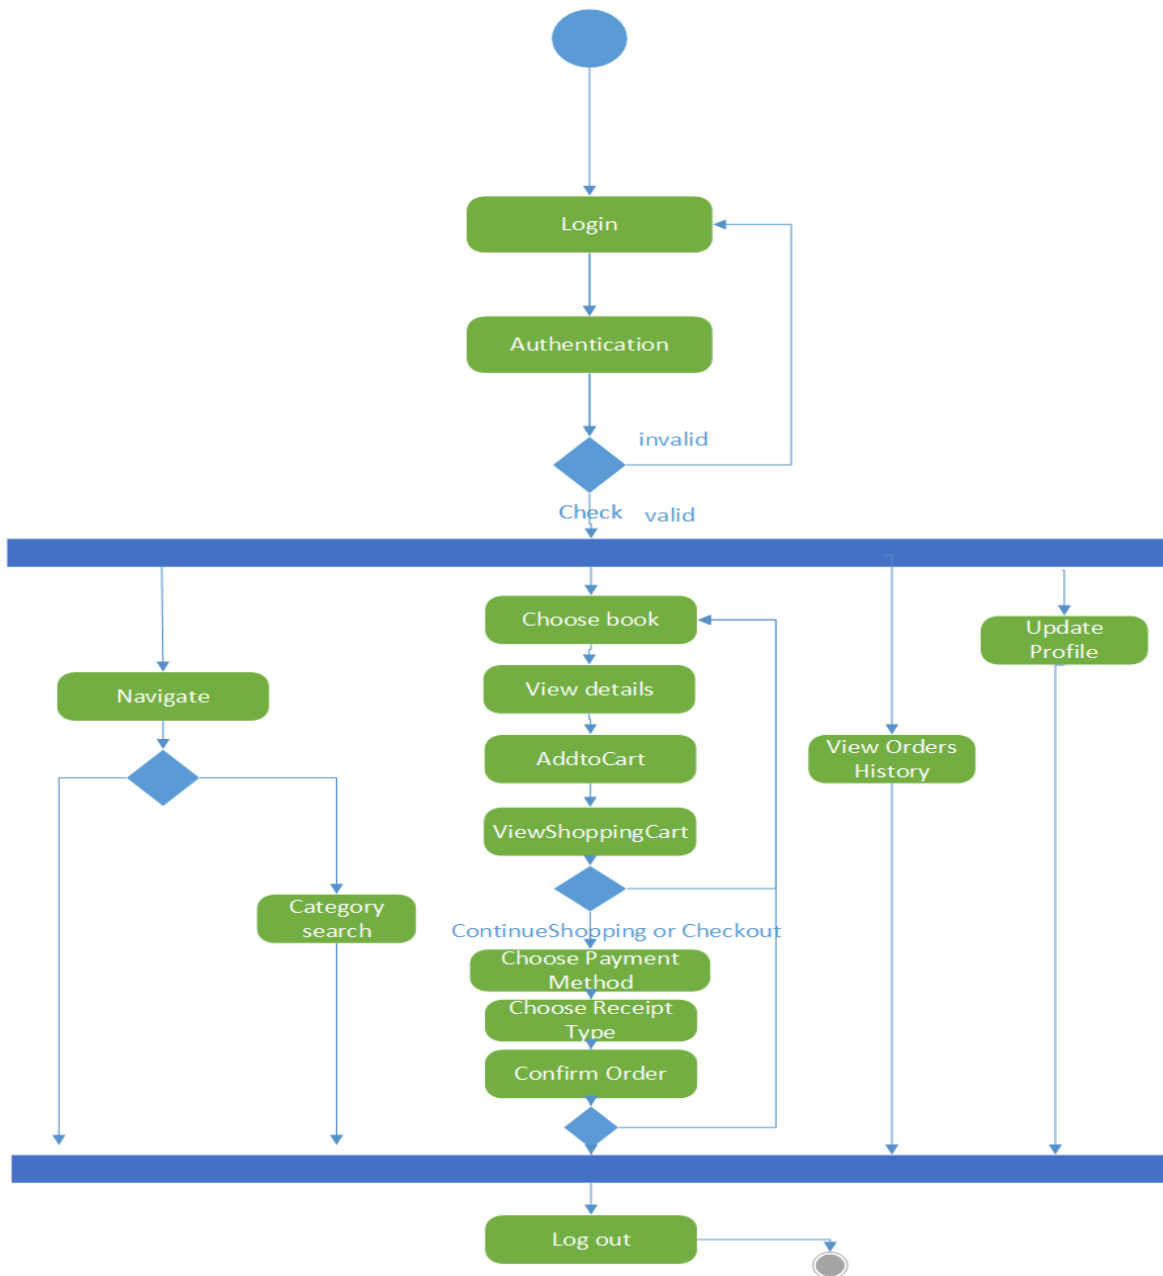 Login
Authentication
invalid
Check
valid
Choose book
Update
Profile
View details
Navigate
AddtoCart
View Orders
History
ViewShoppingCart
Category
search
ContinueShopping or Checkout
Choose Payment
Method
Choose Receipt
Type
Confirm Order
Log out